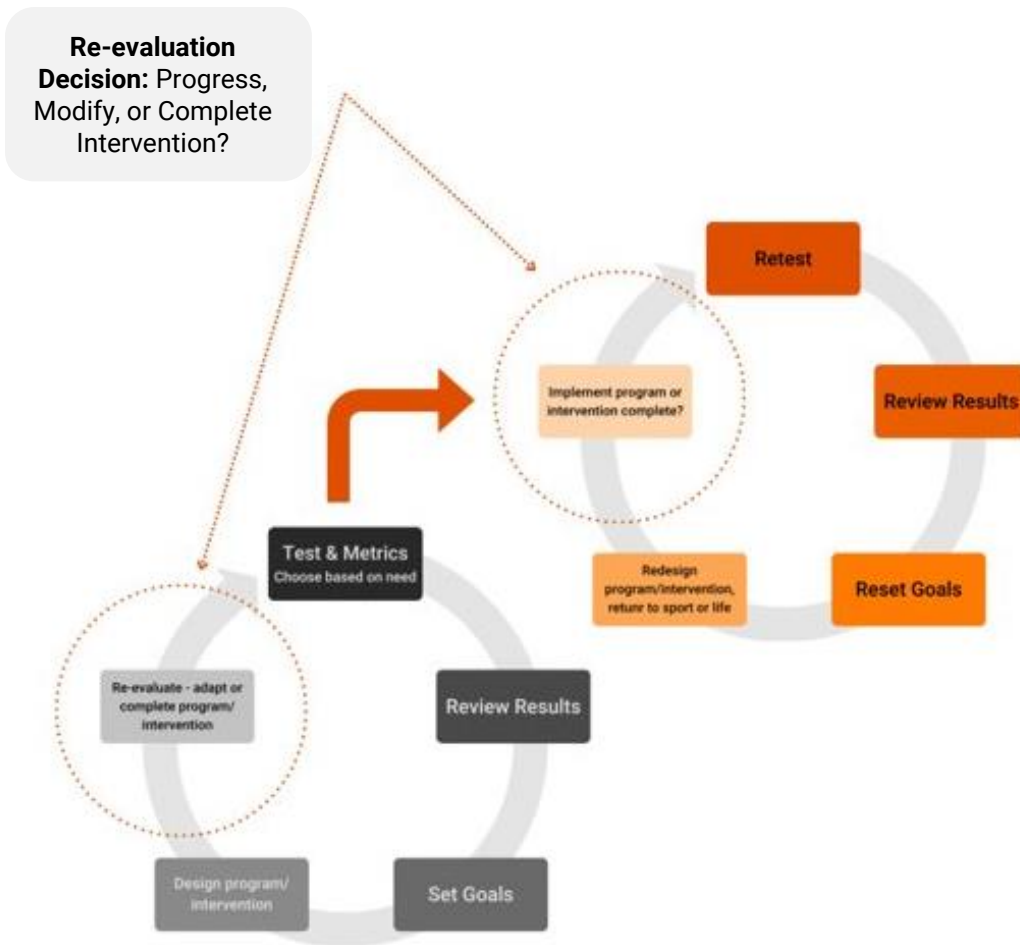 Re-evaluation
Decision: Progress,
Modify, or Complete
Intervention?
Retest
Implement program or
intervention complete?
Review Results
Redesign
program/intervention,
retunr to sport or life
Reset Goals
Test & Metrics
Choose based on need
Re-evaluate - adapt or
complete program/
intervention
Review Results
Design program/
intervention
Set Goals